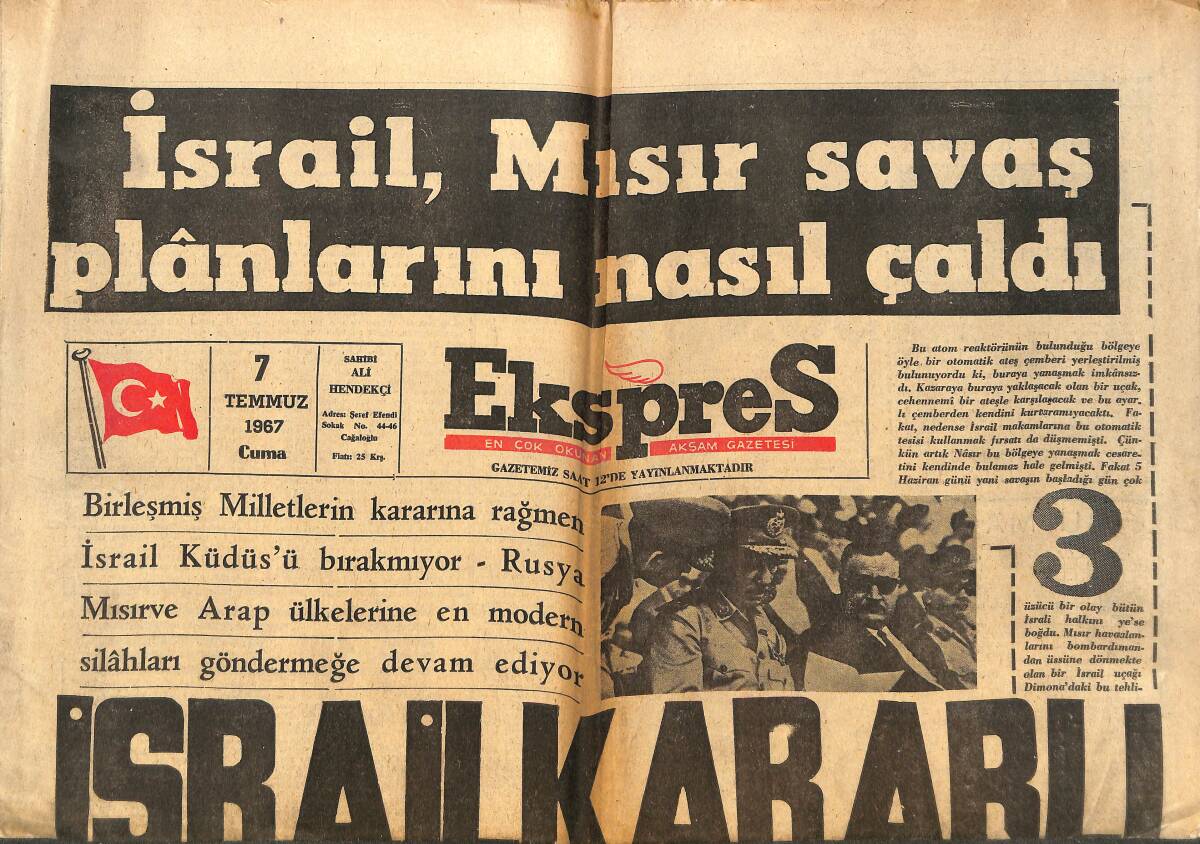 İsrail, Mısır savaş
plânlarını nasıl çaldı
7
TEMMUZ
1967
Cuma
SAHİBİ
ALİ
HENDEKÇİ
Adres: Şeref Efendi
Sokak No. 44-46
Cağaloğlu
Fiatı: 25 Krş.
EkspreS
EN ÇOK OKUNAN AKŞAM GAZETESİ
GAZETEMİZ SAAT 12'DE YAYINLANMAKTADIR
Bu atom reaktörünün bulunduğu bölgeye
öyle bir otomatik ateş çemberi yerleştirilmiş
bulunuyordu ki, buraya yanaşmak imkânsız-
dı. Kazaraya buraya yaklaşacak olan bir uçak,
cehennemi bir ateşle karşılaşacak ve bu ayar-
lı çemberden kendini kurtaramıyacaktı. Fa-
kat, nedense İsrail makamlarına bu otomatik
tesisi kullanmak fırsatı da düşmemişti. Çün-
kün artık Nâsır bu bölgeye yanaşmak cesare-
tini kendinde bulamaz hale gelmişti. Fakat 5
Haziran günü yani savaşın başladığı gün çok
3
üzücü bir olay bütün
İsrali halkını ye'se
boğdu. Mısır havaalan-
larını bombardıman-
dan üssüne dönmekte
olan bir İsrail uçağı
Dimona'daki bu tehli-
Birleşmiş Milletlerin kararına rağmen
İsrail Küdüs'ü bırakmıyor - Rusya
Mısırve Arap ülkelerine en modern
silâhları göndermeğe devam ediyor
İSRAİL KARARLI